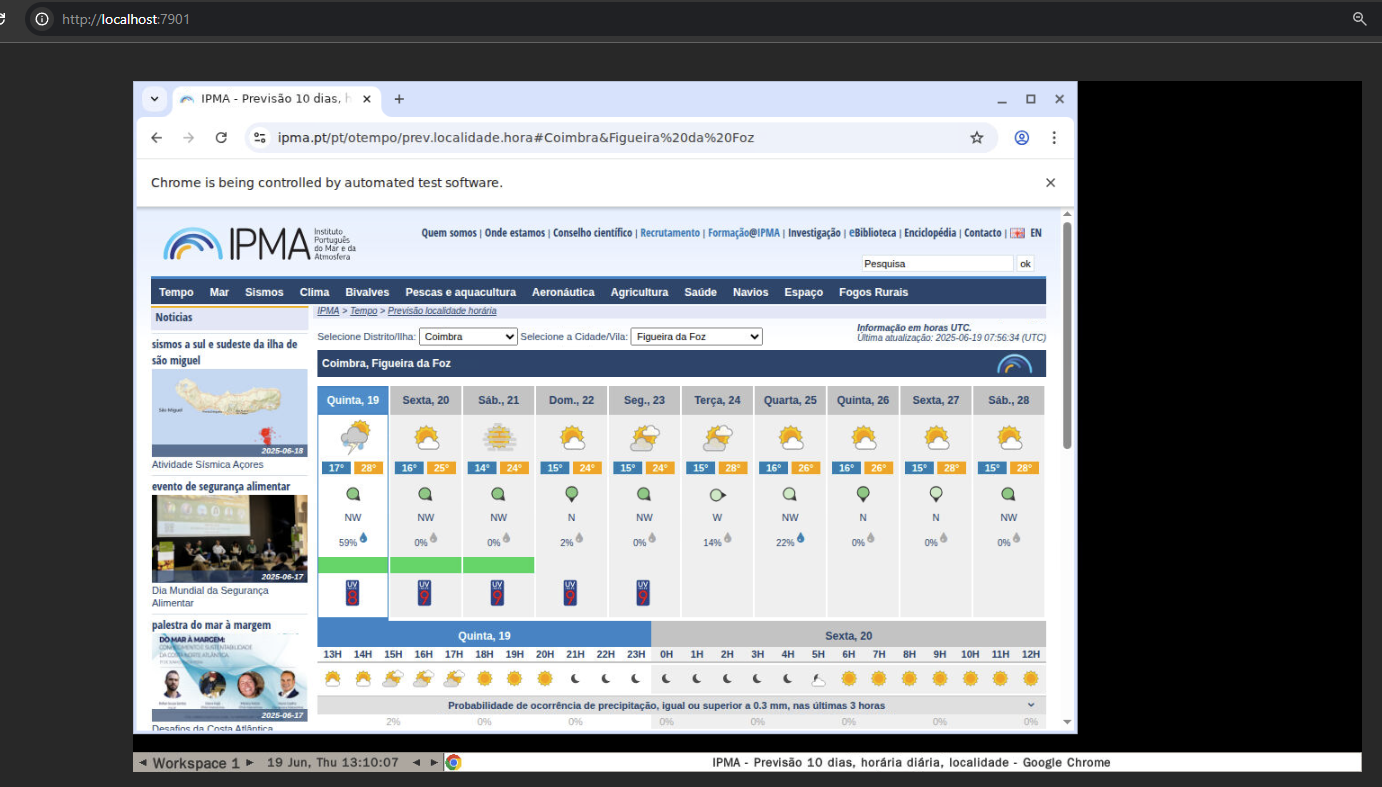 http://localhost:7901
IPMA - Previsão 10 dias, h
ipma.pt/pt/otempo/prev.localidade.hora#Coimbra&Figueira%20da%20Foz
Chrome is being controlled by automated test software.
IPMA Instituto
Português
do Mar e da
Atmosfera
Quem somos | Onde estamos | Conselho científico | Recrutamento | Formação@IPMA | Investigação | eBiblioteca | Enciclopédia | Contacto | EN
Pesquisa ok
Tempo Mar Sismos Clima Bivalves Pescas e aquacultura Aeronáutica Agricultura Saúde Navios Espaço Fogos Rurais
Notícias
sismos a sul e sudeste da ilha de
são miguel
São Miguel
2025-06-18
Atividade Sísmica Açores
evento de segurança alimentar
2025-06-17
Dia Mundial da Segurança
Alimentar
palestra do mar à margem
DO MAR À MARGEM:
2025-06-17
Desafios da Costa Atlântica
IPMA > Tempo > Previsão localidade horária
Selecione Distrito/Ilha: Coimbra Selecione a Cidade/Vila: Figueira da Foz
Informação em horas UTC.
Última atualização: 2025-06-19 07:56:34 (UTC)
Coimbra, Figueira da Foz
Quinta, 19 Sexta, 20 Sáb., 21 Dom., 22 Seg., 23 Terça, 24 Quarta, 25 Quinta, 26 Sexta, 27 Sáb., 28
17° 28° 16° 25° 14° 24° 15° 24° 15° 24° 15° 28° 16° 26° 16° 26° 15° 28° 15° 28°
NW NW NW N NW W NW N N NW
59% 0% 0% 2% 0% 14% 22% 0% 0% 0%
UV UV UV UV UV
8 9 9 9 9
Quinta, 19 Sexta, 20
13H 14H 15H 16H 17H 18H 19H 20H 21H 22H 23H 0H 1H 2H 3H 4H 5H 6H 7H 8H 9H 10H 11H 12H
Probabilidade de ocorrência de precipitação, igual ou superior a 0.3 mm, nas últimas 3 horas
2% 0% 0% 0% 0% 0% 0% 0%
Workspace 1 19 Jun, Thu 13:10:07 IPMA - Previsão 10 dias, horária diária, localidade - Google Chrome